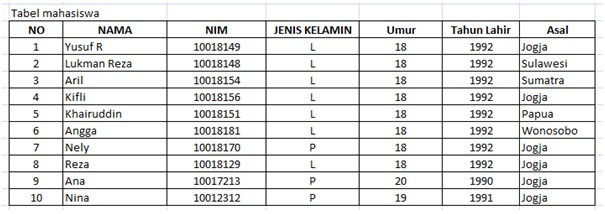 Tabel mahasiswa
NO NAMA NIM JENIS KELAMIN Umur Tahun Lahir Asal
1 Yusuf R 10018149 L 18 1992 Jogja
2 Lukman Reza 10018148 L 18 1992 Sulawesi
3 Aril 10018154 L 18 1992 Sumatra
4 Kifli 10018156 L 18 1992 Jogja
5 Khairuddin 10018151 L 18 1992 Papua
6 Angga 10018181 L 18 1992 Wonosobo
7 Nely 10018170 P 18 1992 Jogja
8 Reza 10018129 L 18 1992 Jogja
9 Ana 10017213 P 20 1990 Jogja
10 Nina 10012312 P 19 1991 Jogja